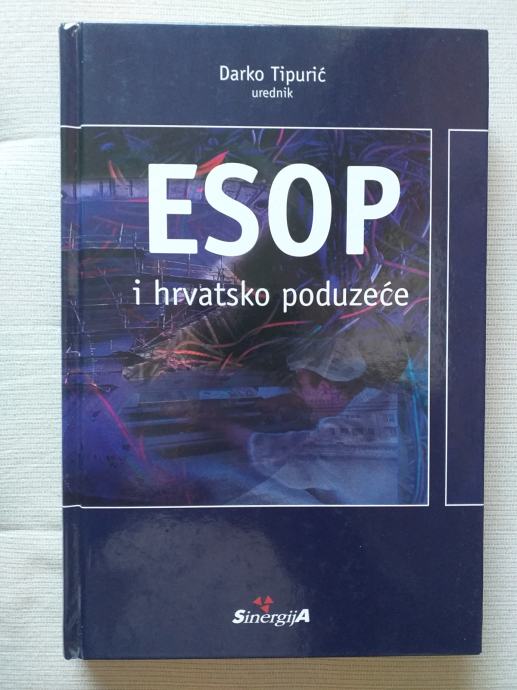 Darko Tipurić
urednik
ESOP
i hrvatsko poduzeće
SinergijA